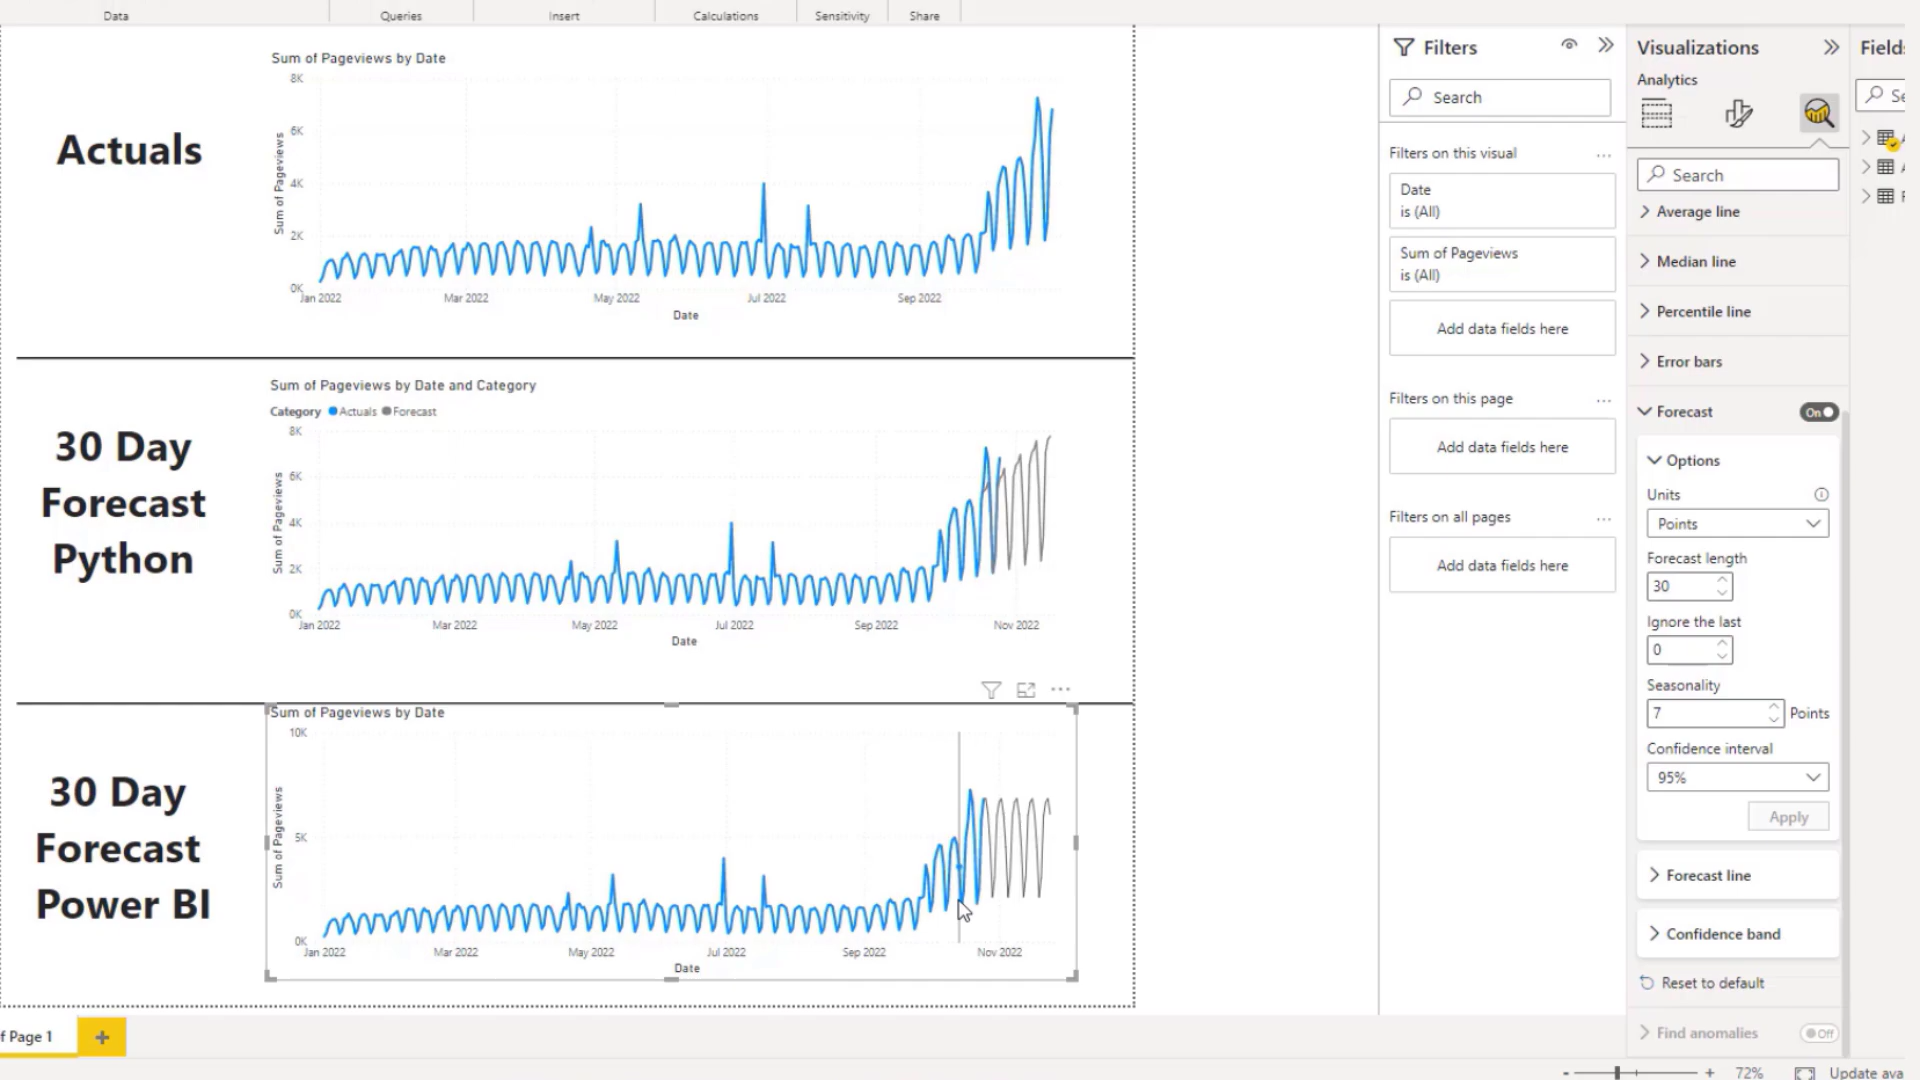 Data
Queries
Insert
Calculations
Sensitivity
Share
Actuals
Sum of Pageviews by Date
Sum of Pageviews
8K
6K
4K
2K
0K
Jan 2022
Mar 2022
May 2022
Jul 2022
Sep 2022
Date
30 Day
Forecast
Python
Sum of Pageviews by Date and Category
Category Actuals Forecast
Sum of Pageviews
8K
6K
4K
2K
0K
Jan 2022
Mar 2022
May 2022
Jul 2022
Sep 2022
Nov 2022
Date
30 Day
Forecast
Power BI
Sum of Pageviews by Date
Sum of Pageviews
10K
5K
0K
Jan 2022
Mar 2022
May 2022
Jul 2022
Sep 2022
Nov 2022
Date
Filters
Search
Filters on this visual
Date
is (All)
Sum of Pageviews
is (All)
Add data fields here
Filters on this page
Add data fields here
Filters on all pages
Add data fields here
Visualizations
Analytics
Search
Average line
Median line
Percentile line
Error bars
Forecast On
Options
Units
Points
Forecast length
30
Ignore the last
0
Seasonality
7 Points
Confidence interval
95%
Apply
Forecast line
Confidence band
Reset to default
Find anomalies Off
Field
Se
f Page 1
+
- + 72% Update ava